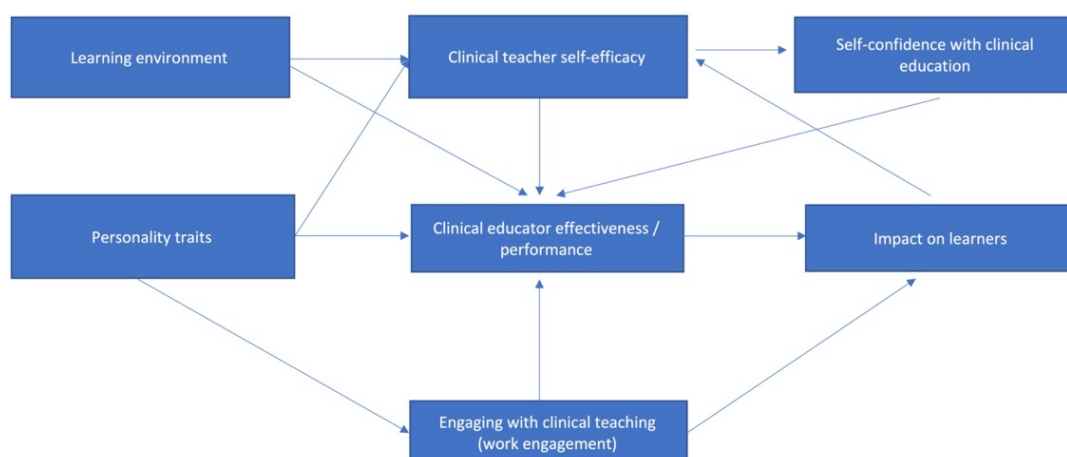 Learning environment
Clinical teacher self-efficacy
Self-confidence with clinical
education
Personality traits
Clinical educator effectiveness /
performance
Impact on learners
Engaging with clinical teaching
(work engagement)